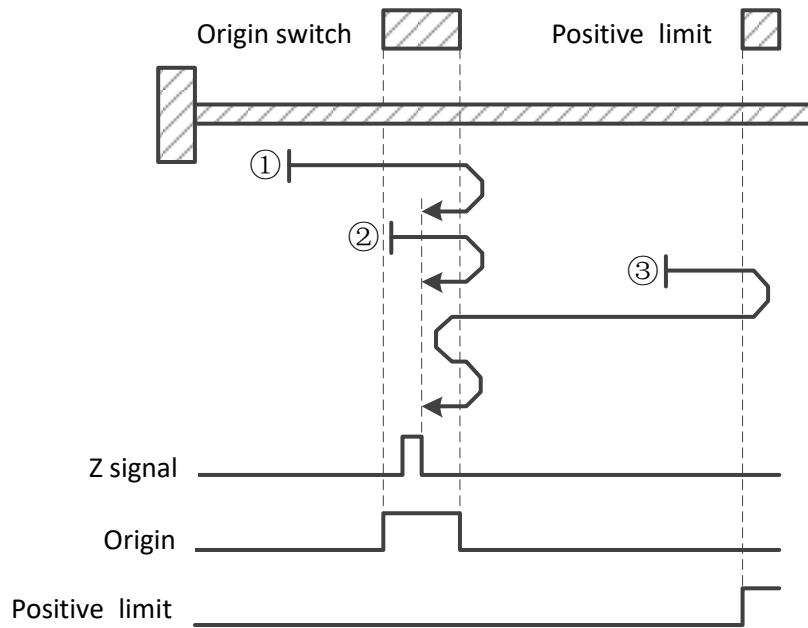 Origin switch
Positive limit
①
②
③
Z signal
Origin
Positive limit